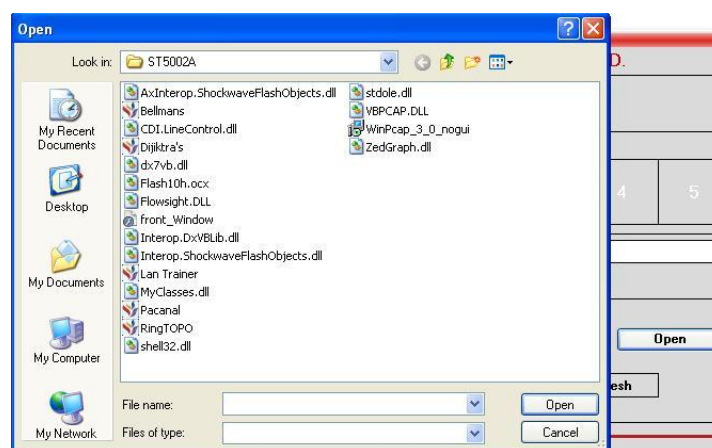 Open
Look in: ST5002A
D.
My Recent
Documents
Desktop
My Documents
My Computer
My Network
AxInterop.ShockwaveFlashObjects.dll
Bellmans
CDI.LineControl.dll
Dijiktra's
dx7vb.dll
Flash10h.ocx
Flowsight.DLL
front_Window
Interop.DxVBLib.dll
Interop.ShockwaveFlashObjects.dll
Lan Trainer
MyClasses.dll
Pacanal
RingTOPO
shell32.dll
stdole.dll
VBPCAP.DLL
WinPcap_3_0_nogui
ZedGraph.dll
4 5
Open
esh
File name: Open
Files of type: Cancel